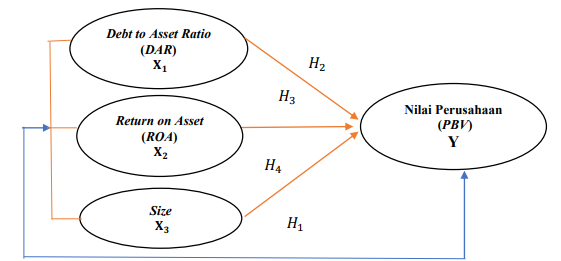 Debt to Asset Ratio
(DAR)
X₁
H₂
H₃
Return on Asset
(ROA)
X₂
Nilai Perusahaan
(PBV)
Y
H₄
Size
X₃
H₁